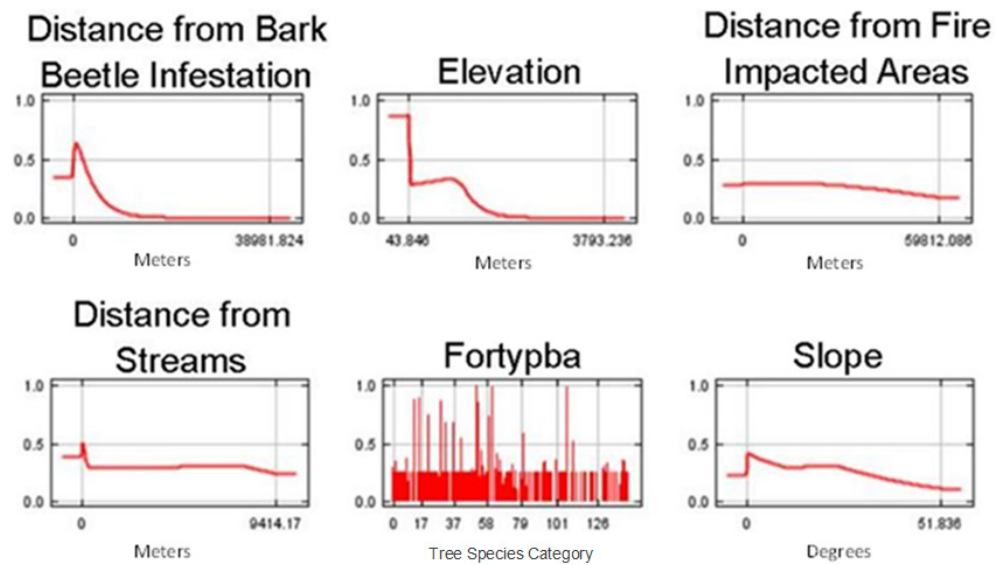 Distance from Bark
Beetle Infestation
1.0
0.5
0.0
0
38981.824
Meters
Elevation
1.0
0.5
0.0
43.846
3793.236
Meters
Distance from Fire
Impacted Areas
1.0
0.5
0.0
0
59812.086
Meters
Distance from
Streams
1.0
0.5
0.0
0
9414.17
Meters
Fortypba
1.0
0.5
0.0
0 17 37 58 79 101 126
Tree Species Category
Slope
1.0
0.5
0.0
0
51.836
Degrees